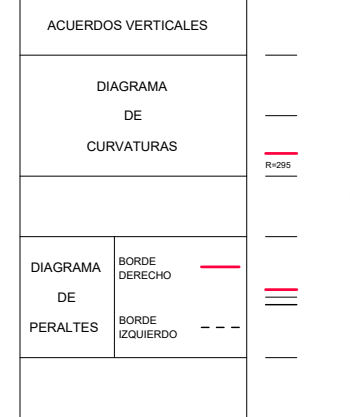 ACUERDOS VERTICALES
DIAGRAMA
DE
CURVATURAS
R=295
DIAGRAMA
DE
PERALTES
BORDE
DERECHO
BORDE
IZQUIERDO